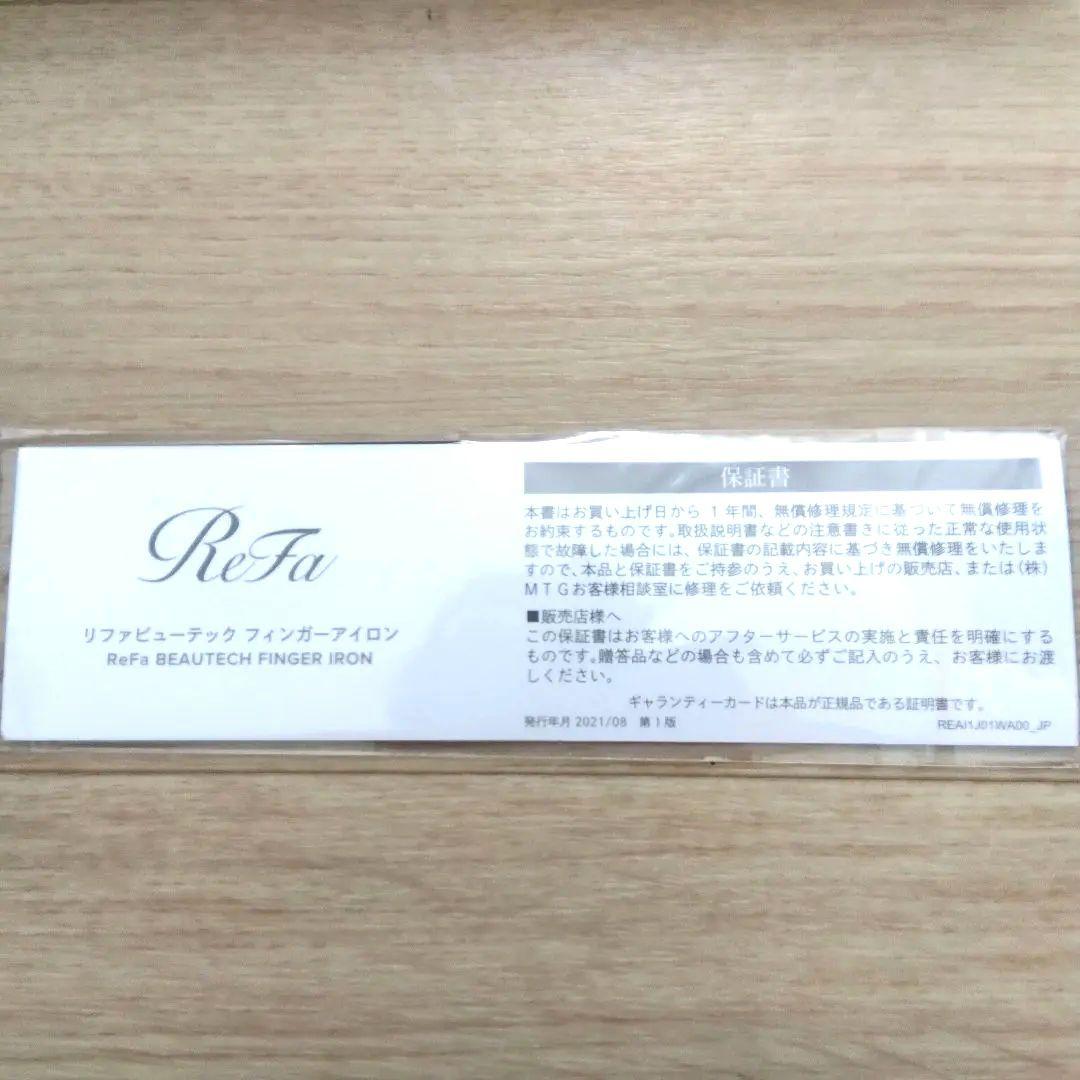 ReFa
リファビューテック フィンガーアイロン
ReFa BEAUTECH FINGER IRON
保証書
本書はお買い上げ日から1年間、無償修理規定に基づいて無償修理を
お約束するものです。取扱説明書などの注意書きに従った正常な使用状
態で故障した場合には、保証書の記載内容に基づき無償修理をいたしま
すので、本品と保証書をご持参のうえ、お買い上げの販売店、または(株)
MTGお客様相談室に修理をご依頼ください。
■販売店様へ
この保証書はお客様へのアフターサービスの実施と責任を明確にする
ものです。贈答品などの場合も含めて必ずご記入のうえ、お客様にお渡
しください。
ギャランティーカードは本品が正規品である証明書です。
発行年月 2021/08 第1版
REAI1J01WA00_JP